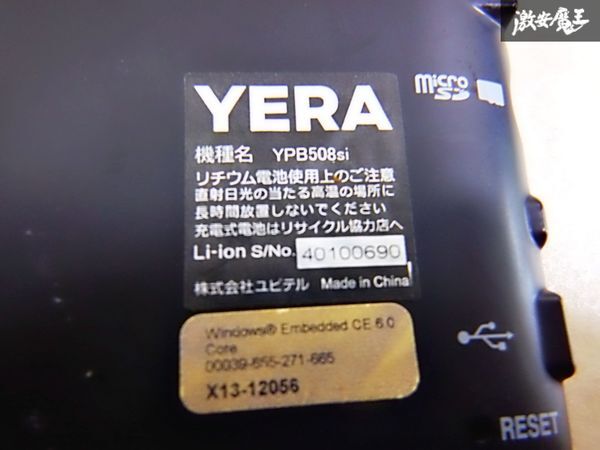 激安魔王
micro
SD
YERA
機種名 YPB508si
リチウム電池使用上のご注意
直射日光の当たる高温の場所に
長時間放置しないでください
充電式電池はリサイクル協力店へ
Li-ion S/No. 40100690
株式会社ユピテル Made in China
Windows® Embedded CE 6.0
Core
00039-655-271-665
X13-12056
RESET